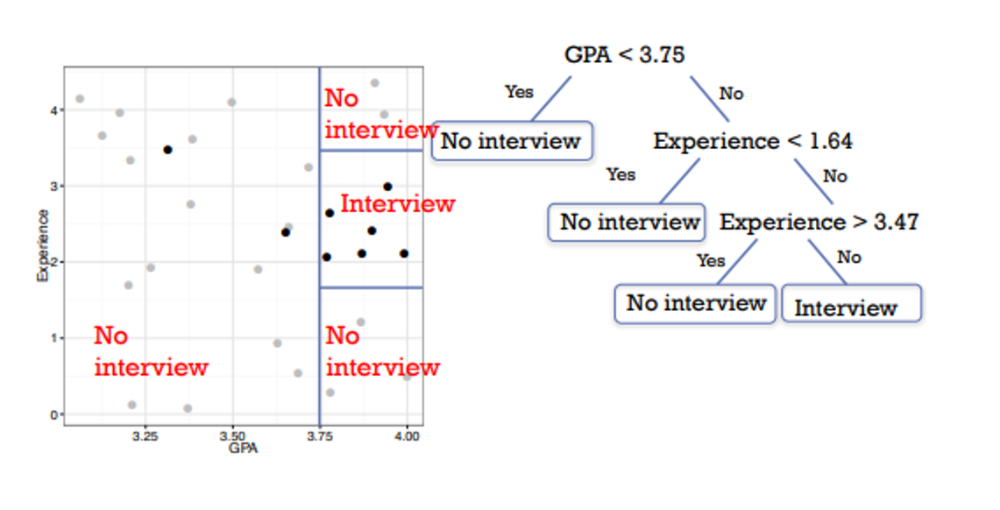 GPA < 3.75
Yes
No
No interview
Experience < 1.64
Yes
No
No interview
Experience > 3.47
Yes
No
No interview
Interview
No
interview
Interview
No
interview
No
interview
Experience
4
3
2
1
0
3.25
3.50
3.75
4.00
GPA